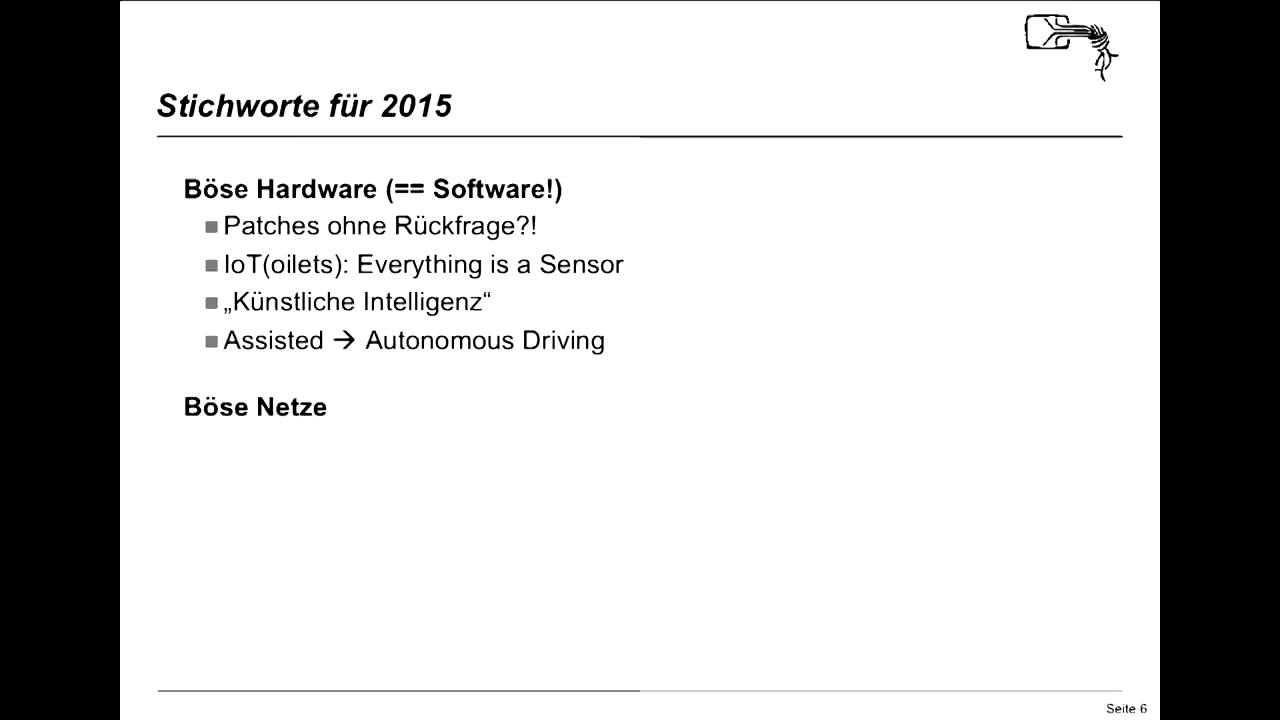 Stichworte für 2015
Böse Hardware (== Software!)
Patches ohne Rückfrage?!
IoT(oilets): Everything is a Sensor
„Künstliche Intelligenz“
Assisted → Autonomous Driving
Böse Netze
Seite 6